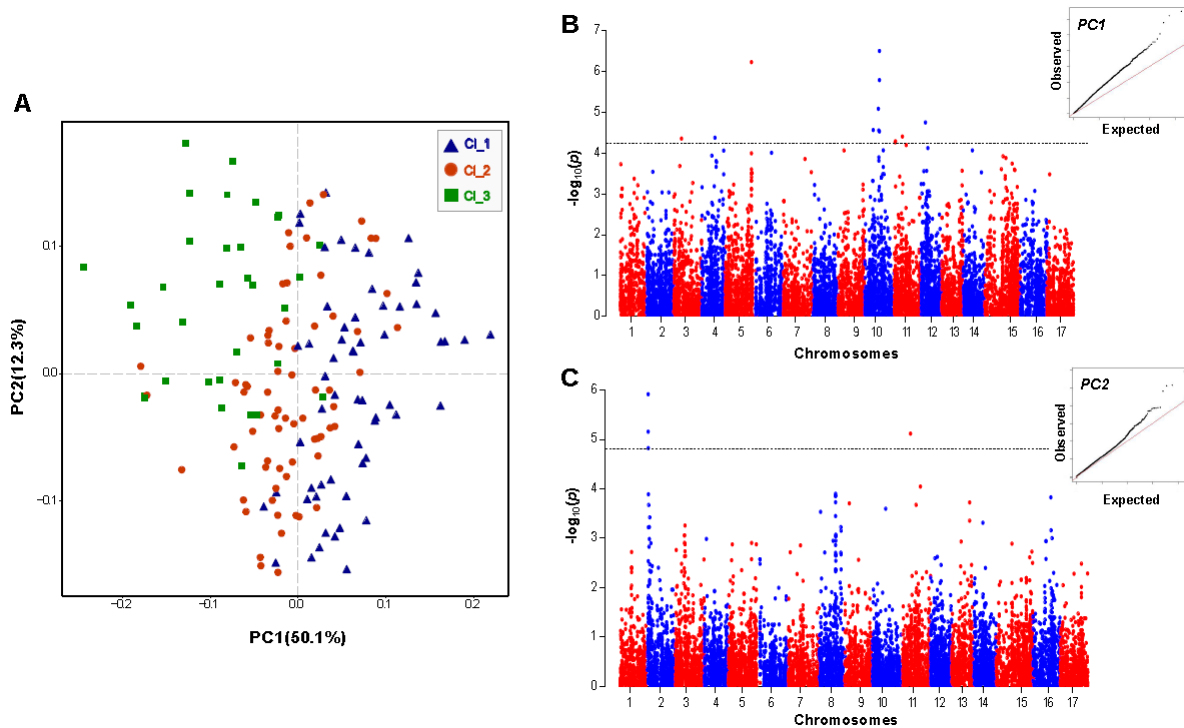 A
CI_1
CI_2
CI_3
0.1
0.0
−0.1
PC2(12.3%)
−0.2 −0.1 0.0 0.1 0.2
PC1(50.1%)
B
7
6
5
4
3
2
1
0
-log10(p)
1 2 3 4 5 6 7 8 9 10 11 12 13 14 15 16 17
Chromosomes
PC1
Observed
Expected
C
6
5
4
3
2
1
0
-log10(p)
1 2 3 4 5 6 7 8 9 10 11 12 13 14 15 16 17
Chromosomes
PC2
Observed
Expected